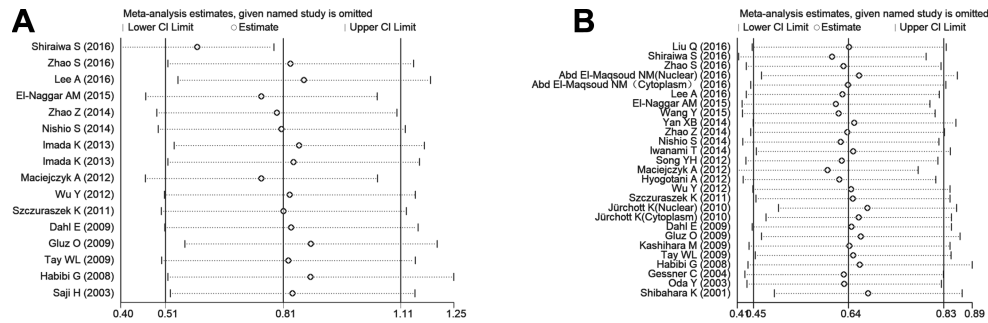 A
Meta-analysis estimates, given named study is omitted
| Lower CI Limit ○ Estimate | Upper CI Limit
Shiraiwa S (2016)
Zhao S (2016)
Lee A (2016)
El-Naggar AM (2015)
Zhao Z (2014)
Nishio S (2014)
Imada K (2013)
Imada K (2013)
Maciejczyk A (2012)
Wu Y (2012)
Szczuraszek K (2011)
Dahl E (2009)
Gluz O (2009)
Tay WL (2009)
Habibi G (2008)
Saji H (2003)
0.40 0.51 0.81 1.11 1.25
B
Meta-analysis estimates, given named study is omitted
| Lower CI Limit ○ Estimate | Upper CI Limit
Liu Q (2016)
Shiraiwa S (2016)
Zhao S (2016)
Abd El-Maqsoud NM(Nuclear) (2016)
Abd El-Maqsoud NM（Cytoplasm）(2016)
Lee A (2016)
El-Naggar AM (2015)
Wang Y (2015)
Yan XB (2014)
Zhao Z (2014)
Nishio S (2014)
Iwanami T (2014)
Song YH (2012)
Maciejczyk A (2012)
Hyogotani A (2012)
Wu Y (2012)
Szczuraszek K (2011)
Jürchott K(Nuclear) (2010)
Jürchott K(Cytoplasm) (2010)
Dahl E (2009)
Gluz O (2009)
Kashihara M (2009)
Tay WL (2009)
Habibi G (2008)
Gessner C (2004)
Oda Y (2003)
Shibahara K (2001)
0.41 0.45 0.64 0.83 0.89